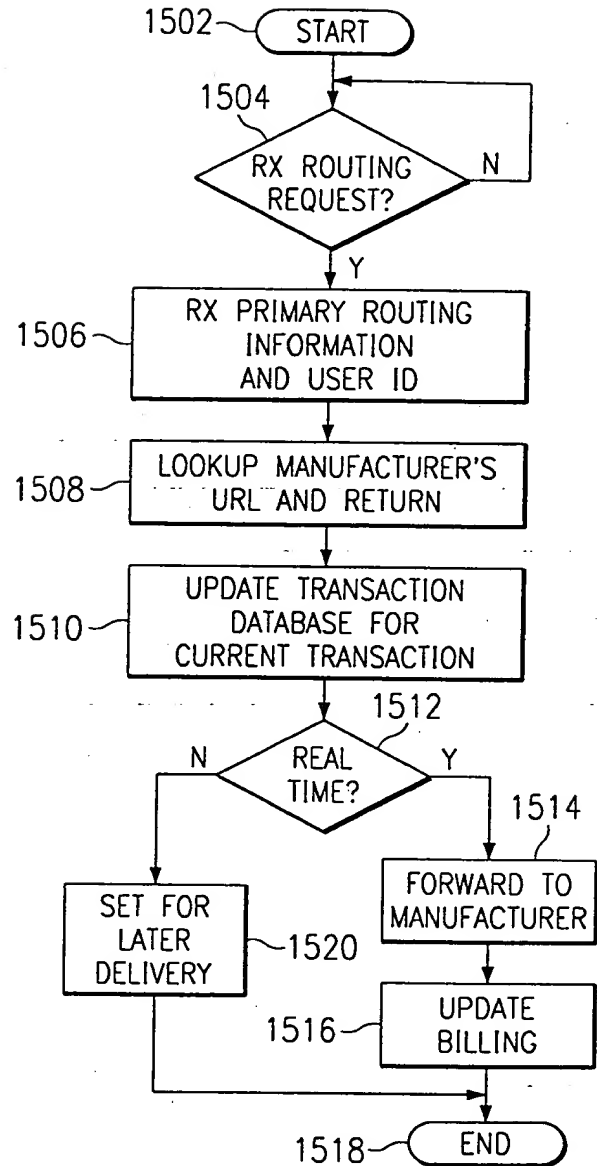 1502
START
1504
RX ROUTING
REQUEST?
N
Y
1506
RX PRIMARY ROUTING
INFORMATION
AND USER ID
1508
LOOKUP MANUFACTURER'S
URL AND RETURN
1510
UPDATE TRANSACTION
DATABASE FOR
CURRENT TRANSACTION
1512
N
REAL
TIME?
Y
1514
FORWARD TO
MANUFACTURER
SET FOR
LATER
DELIVERY
1520
1516
UPDATE
BILLING
1518
END